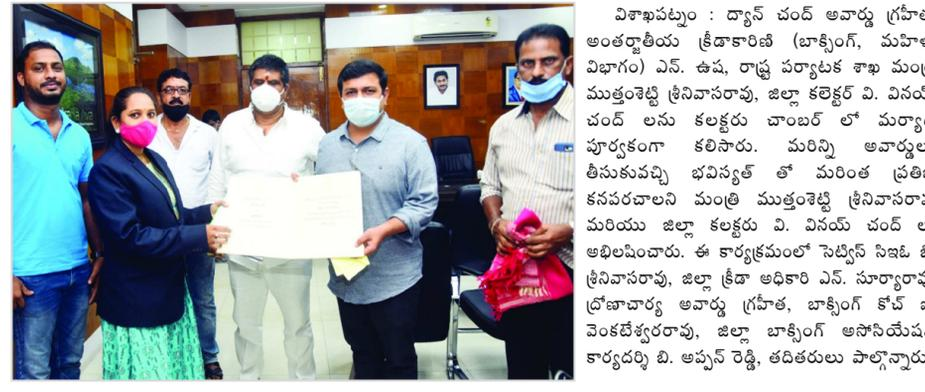 విశాఖపట్నం : ద్యాన్ చంద్ అవార్డు గ్రహీత
అంతర్జాతీయ క్రీడాకారిణి (బాక్సింగ్, మహిళ
విభాగం) ఎన్. ఉష, రాష్ట్ర పర్యాటక శాఖ మంత్రి
ముత్తంశెట్టి శ్రీనివాసరావు, జిల్లా కలెక్టర్ వి. వినయ్
చంద్ లను కలక్టరు చాంబర్ లో మర్యాద
పూర్వకంగా కలిసారు. మరిన్ని అవార్డులు
తీసుకువచ్చి భవిస్యత్ తో మరింత ప్రతిభ
కనపరచాలని మంత్రి ముత్తంశెట్టి శ్రీనివాసరావు
మరియు జిల్లా కలక్టరు వి. వినయ్ చంద్ లు
అభిలషించారు. ఈ కార్యక్రమంలో సెట్విస్ సిఇఓ
శ్రీనివాసరావు, జిల్లా క్రీడా అధికారి ఎన్. సూర్యారావు
ద్రోణాచార్య అవార్డు గ్రహీత, బాక్సింగ్ కోచ్
వెంకటేశ్వరరావు, జిల్లా బాక్సింగ్ అసోసియేషన్
కార్యదర్శి బి. అప్పన్ రెడ్డి, తదితరులు పాల్గొన్నారు